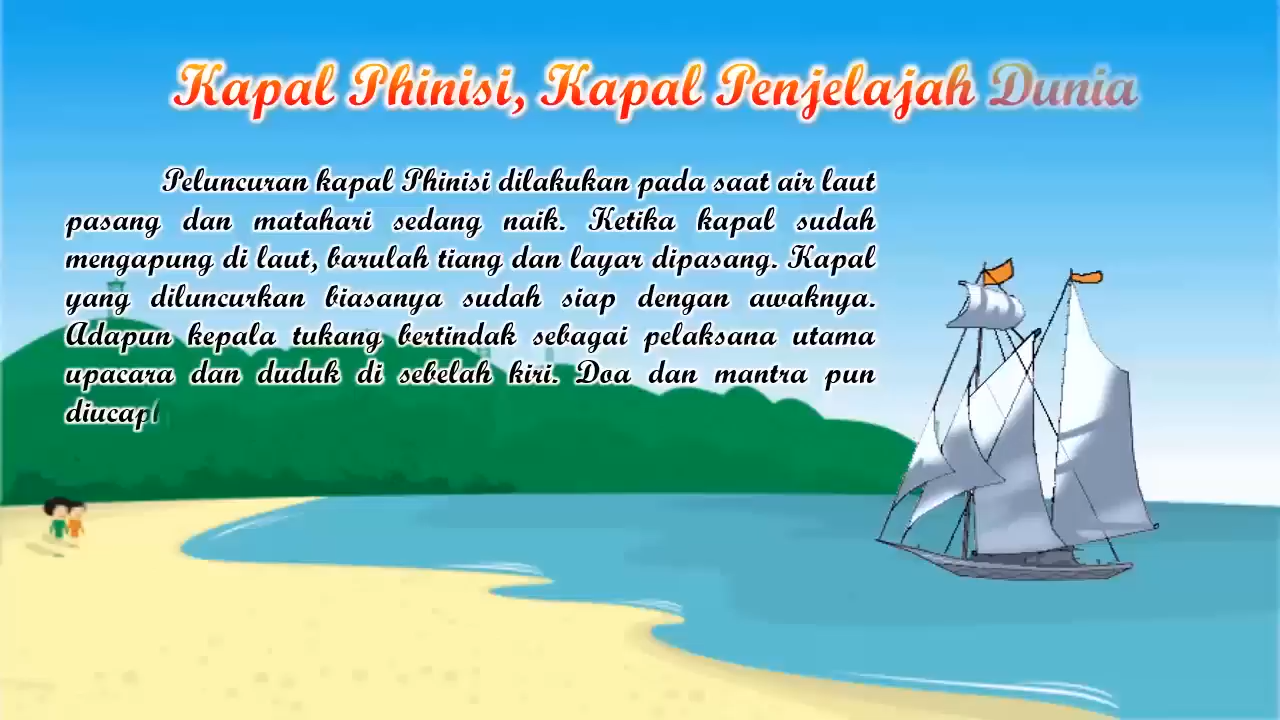 Kapal Phinisi, Kapal Penjelajah Dunia
Peluncuran kapal Phinisi dilakukan pada saat air laut
pasang dan matahari sedang naik. Ketika kapal sudah
mengapung di laut, barulah tiang dan layar dipasang. Kapal
yang diluncurkan biasanya sudah siap dengan awaknya.
Adapun kepala tukang bertindak sebagai pelaksana utama
upacara dan duduk di sebelah kiri. Doa dan mantra pun
diucap